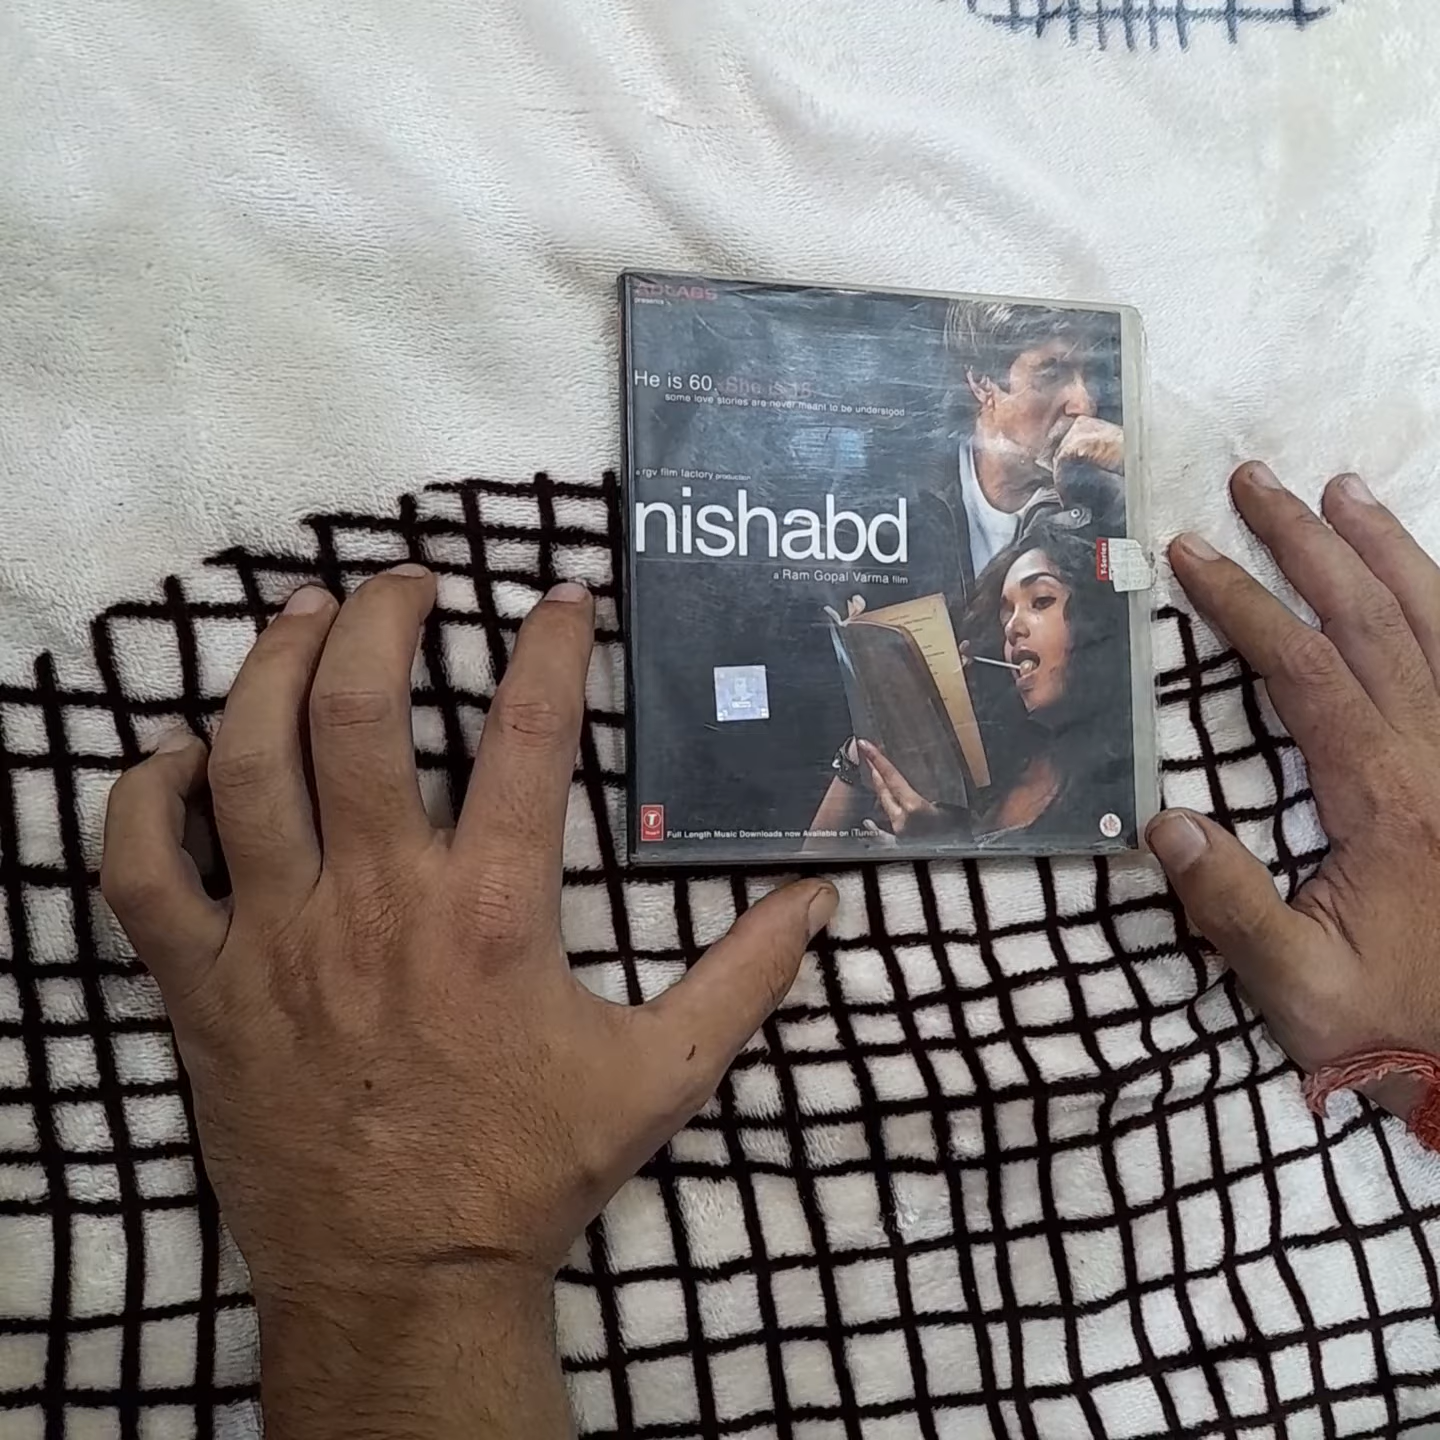 ADLABS
presents
He is 60. She is 18.
some love stories are never meant to be understood
a rgv film factory production
nishabd
a Ram Gopal Varma film
T-Series
Full Length Music Downloads now Available on iTunes